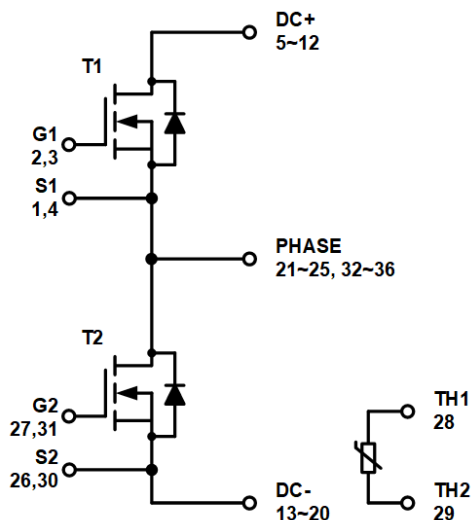 DC+
5~12
T1
G1
2,3
S1
1,4
PHASE
21~25, 32~36
T2
G2
27,31
S2
26,30
TH1
28
DC-
13~20
TH2
29